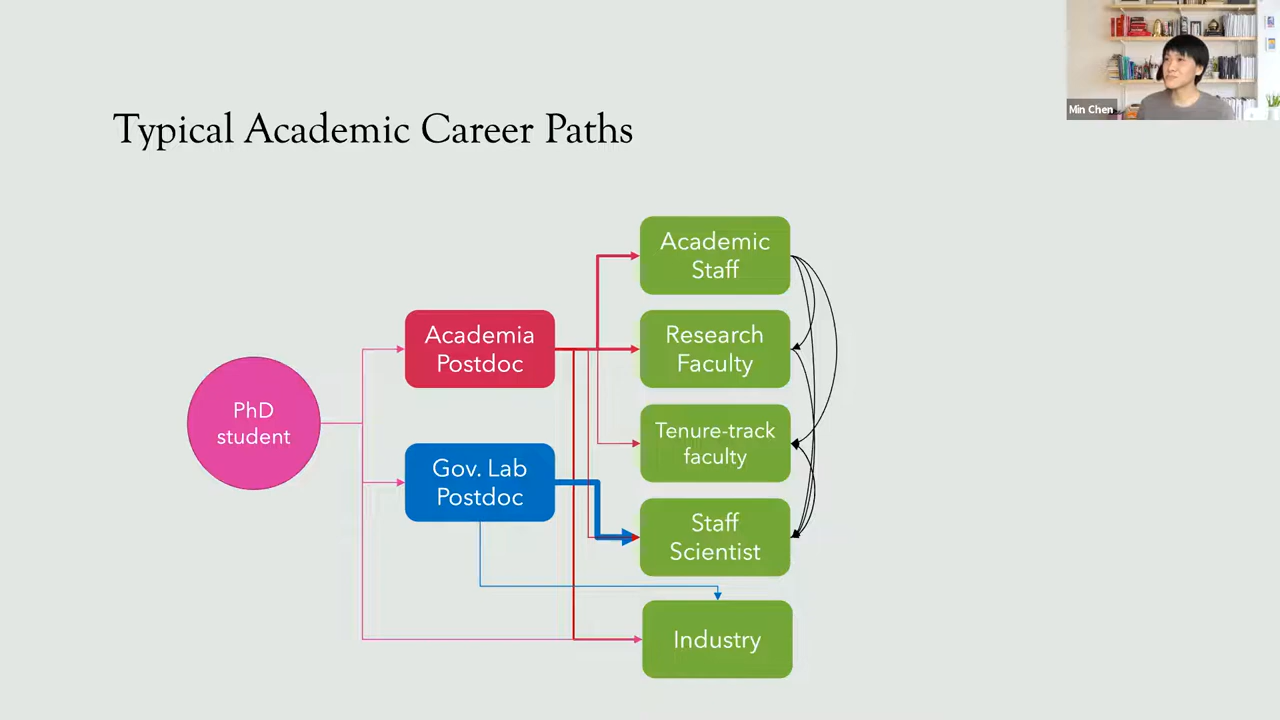 Min Chen
Typical Academic Career Paths
PhD
student
Academia
Postdoc
Gov. Lab
Postdoc
Academic
Staff
Research
Faculty
Tenure-track
faculty
Staff
Scientist
Industry